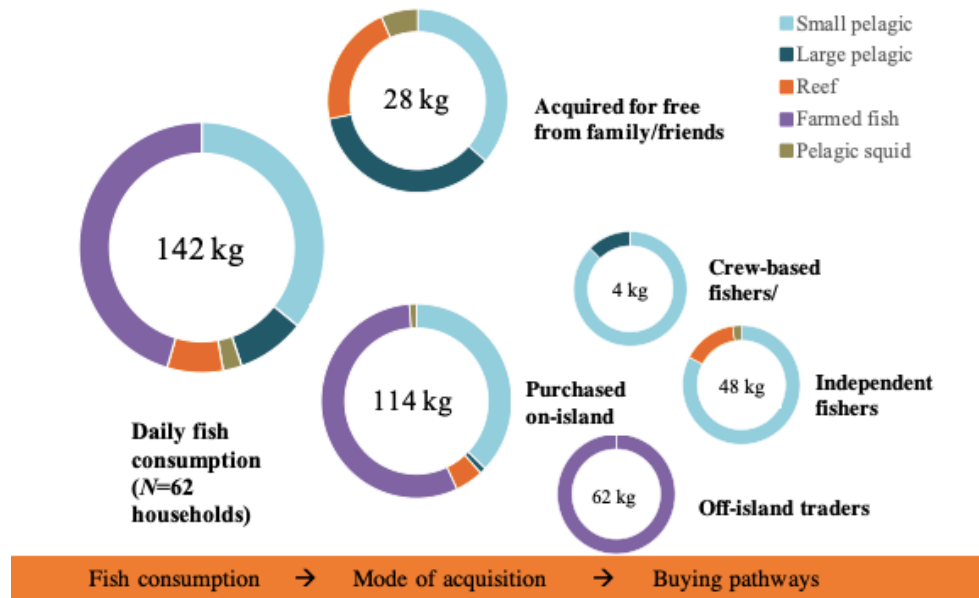 Small pelagic
Large pelagic
Reef
Farmed fish
Pelagic squid
28 kg
Acquired for free
from family/friends
142 kg
Crew-based
fishers/
4 kg
Purchased
on-island
114 kg
48 kg
Independent
fishers
Daily fish
consumption
(N=62
households)
62 kg
Off-island traders
Fish consumption → Mode of acquisition → Buying pathways